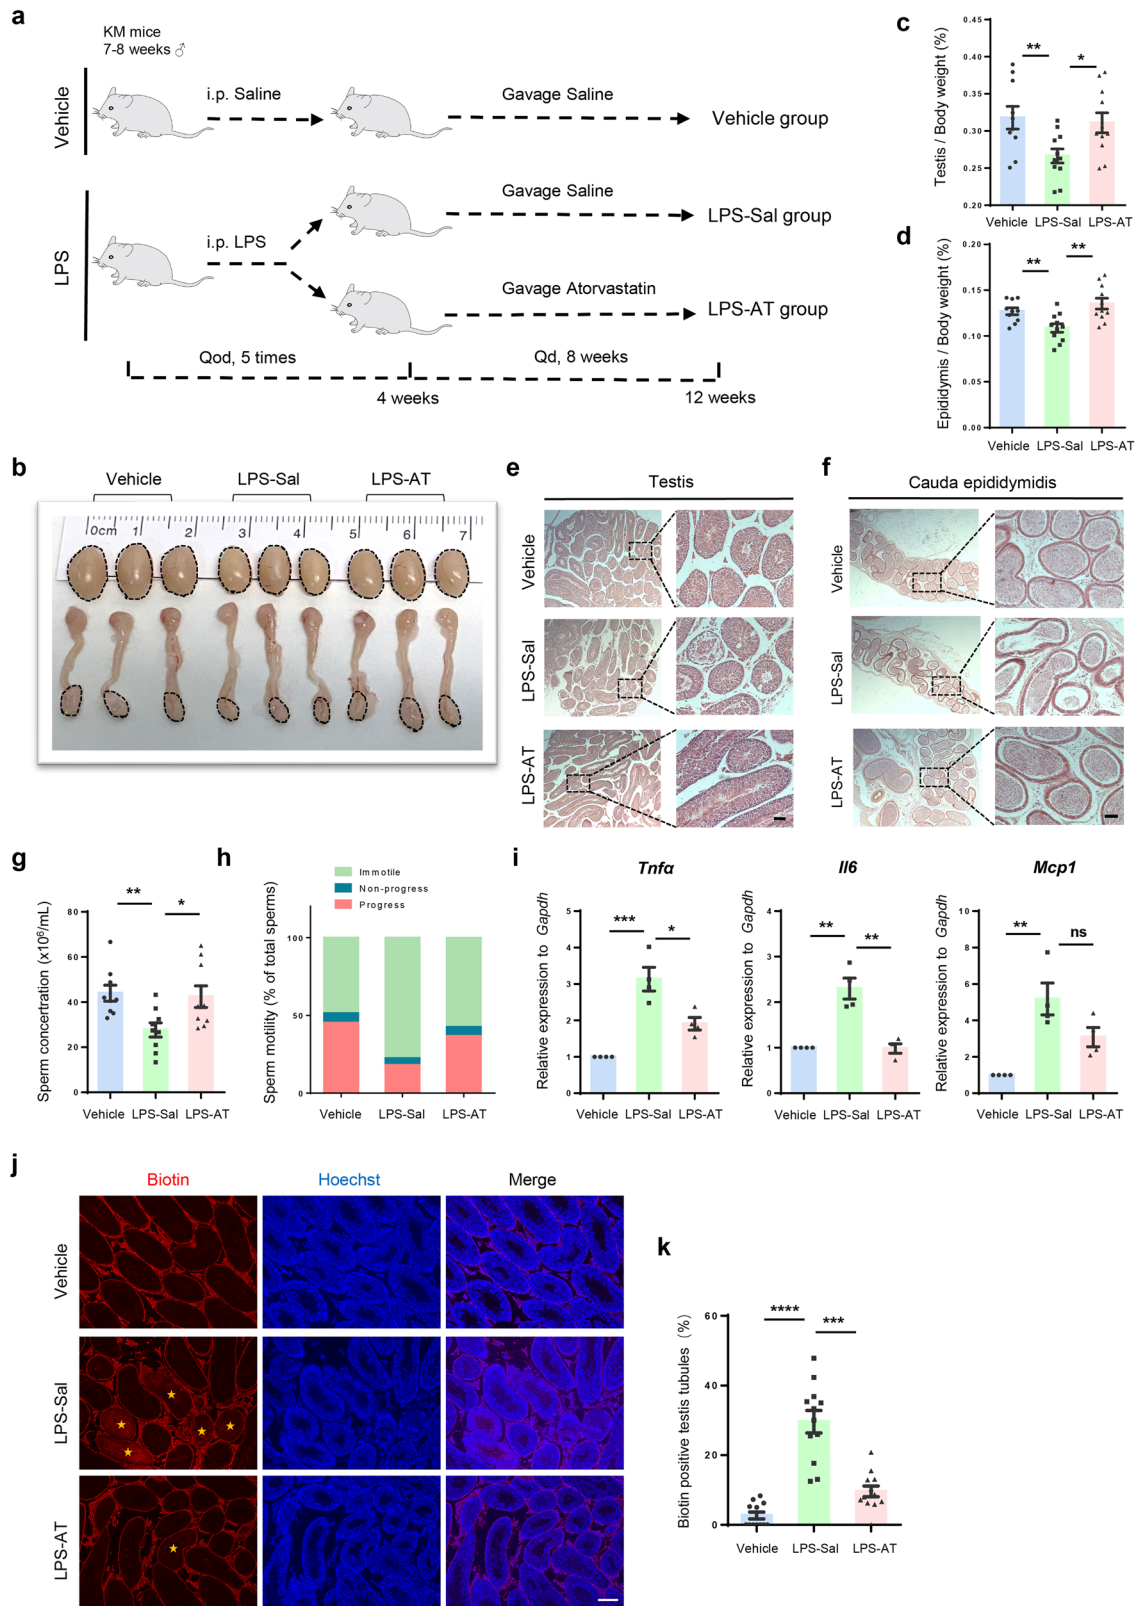 a
KM mice
7-8 weeks ♂
Vehicle
i.p. Saline
Gavage Saline
Vehicle group
LPS
i.p. LPS
Gavage Saline
LPS-Sal group
Gavage Atorvastatin
LPS-AT group
Qod, 5 times
Qd, 8 weeks
4 weeks
12 weeks
c
Testis / Body weight (%)
0.45
0.40
0.35
0.30
0.25
0.20
**
*
Vehicle
LPS-Sal
LPS-AT
d
Epididymis / Body weight (%)
0.20
0.15
0.10
0.05
0.00
**
**
Vehicle
LPS-Sal
LPS-AT
b
Vehicle
LPS-Sal
LPS-AT
0cm 1 2 3 4 5 6 7
e
Testis
Vehicle
LPS-Sal
LPS-AT
f
Cauda epididymidis
Vehicle
LPS-Sal
LPS-AT
g
Sperm concentration (x10⁶/mL)
80
60
40
20
0
**
*
Vehicle
LPS-Sal
LPS-AT
h
Immotile
Non-progress
Progress
Sperm motility (% of total sperms)
100
50
0
Vehicle
LPS-Sal
LPS-AT
i
Tnfα
Relative expression to Gapdh
5
4
3
2
1
0
***
*
Vehicle
LPS-Sal
LPS-AT
Il6
Relative expression to Gapdh
4
3
2
1
0
**
**
Vehicle
LPS-Sal
LPS-AT
Mcp1
Relative expression to Gapdh
10
8
6
4
2
0
**
ns
Vehicle
LPS-Sal
LPS-AT
j
Biotin
Hoechst
Merge
Vehicle
LPS-Sal
LPS-AT
k
Biotin positive testis tubules (%)
60
40
20
0
****
***
Vehicle
LPS-Sal
LPS-AT